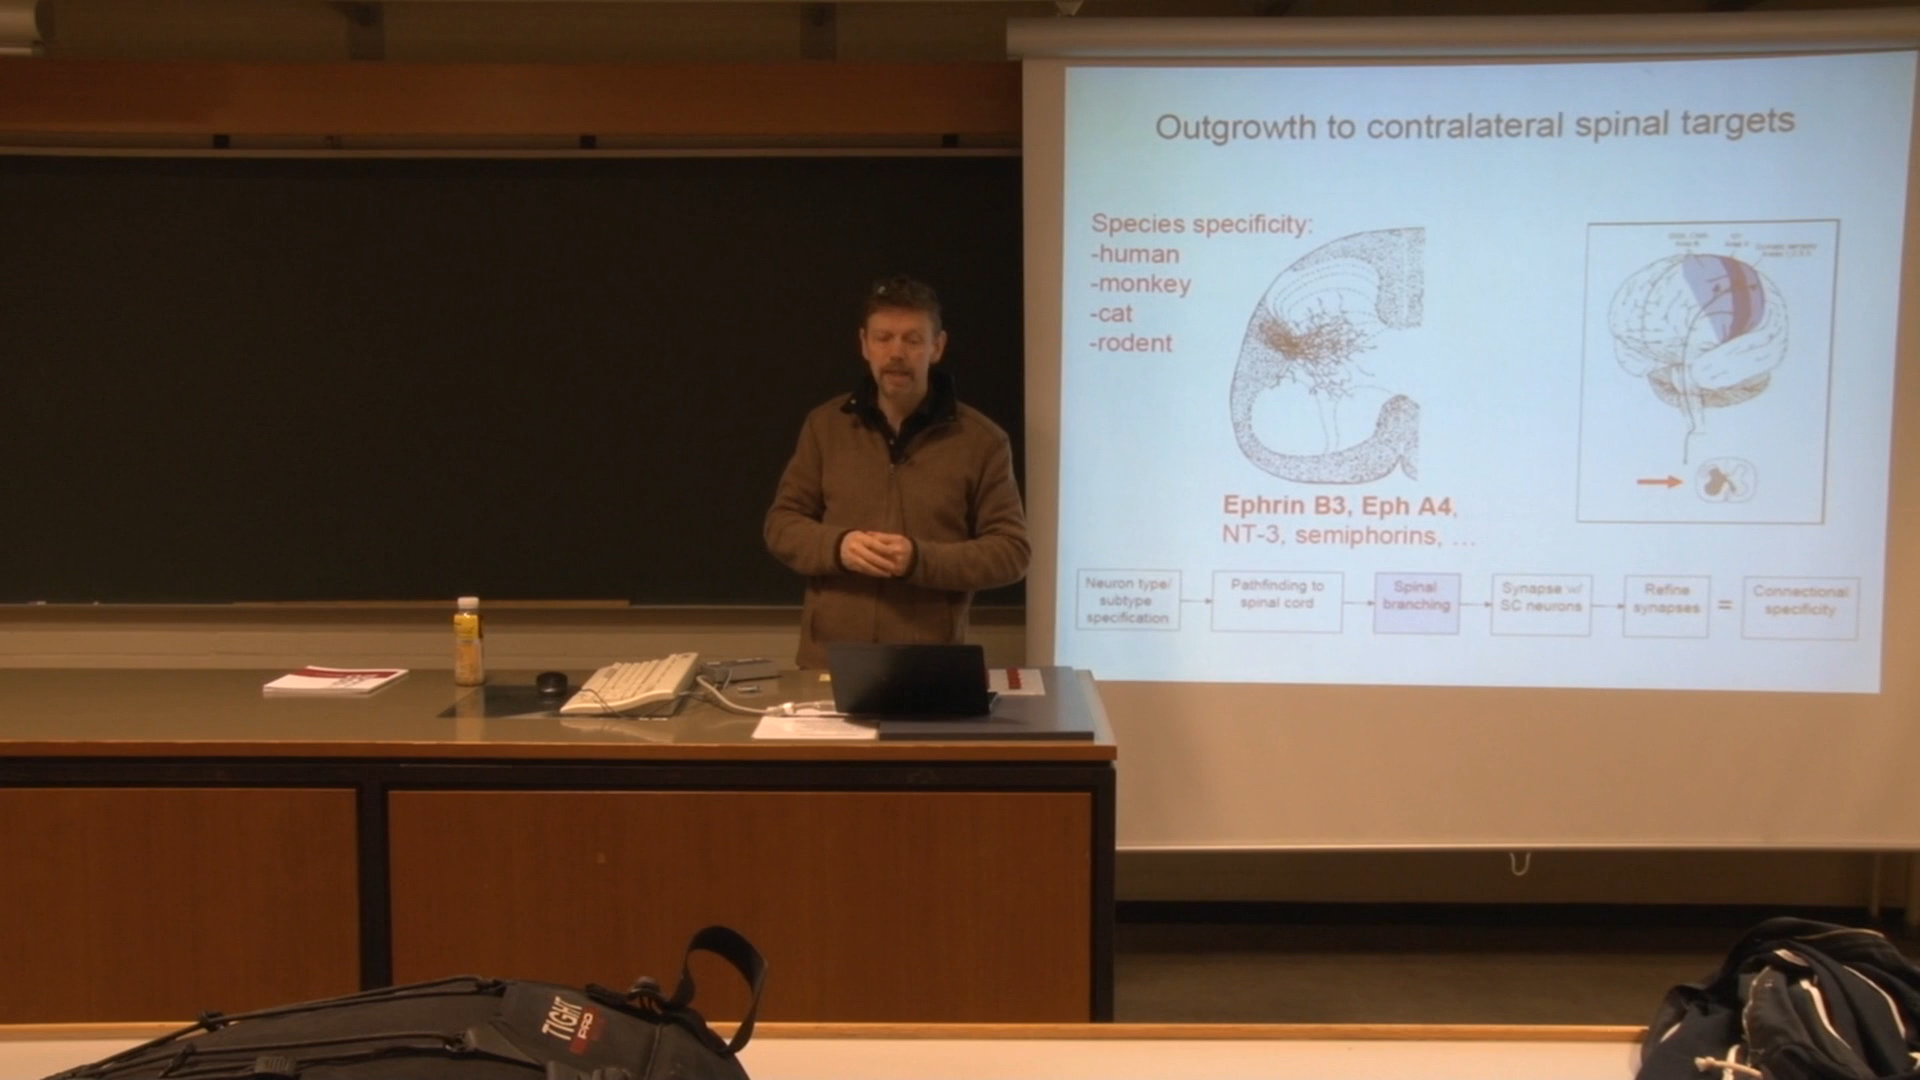 Outgrowth to contralateral spinal targets
Species specificity:
-human
-monkey
-cat
-rodent
Ephrin B3, Eph A4,
NT-3, semiphorins, ...
Neuron type/
subtype
specification
Pathfinding to
spinal cord
Spinal
branching
Synapse w/
SC neurons
Refine
synapses
=
Connectional
specificity
TIGHT
PRO